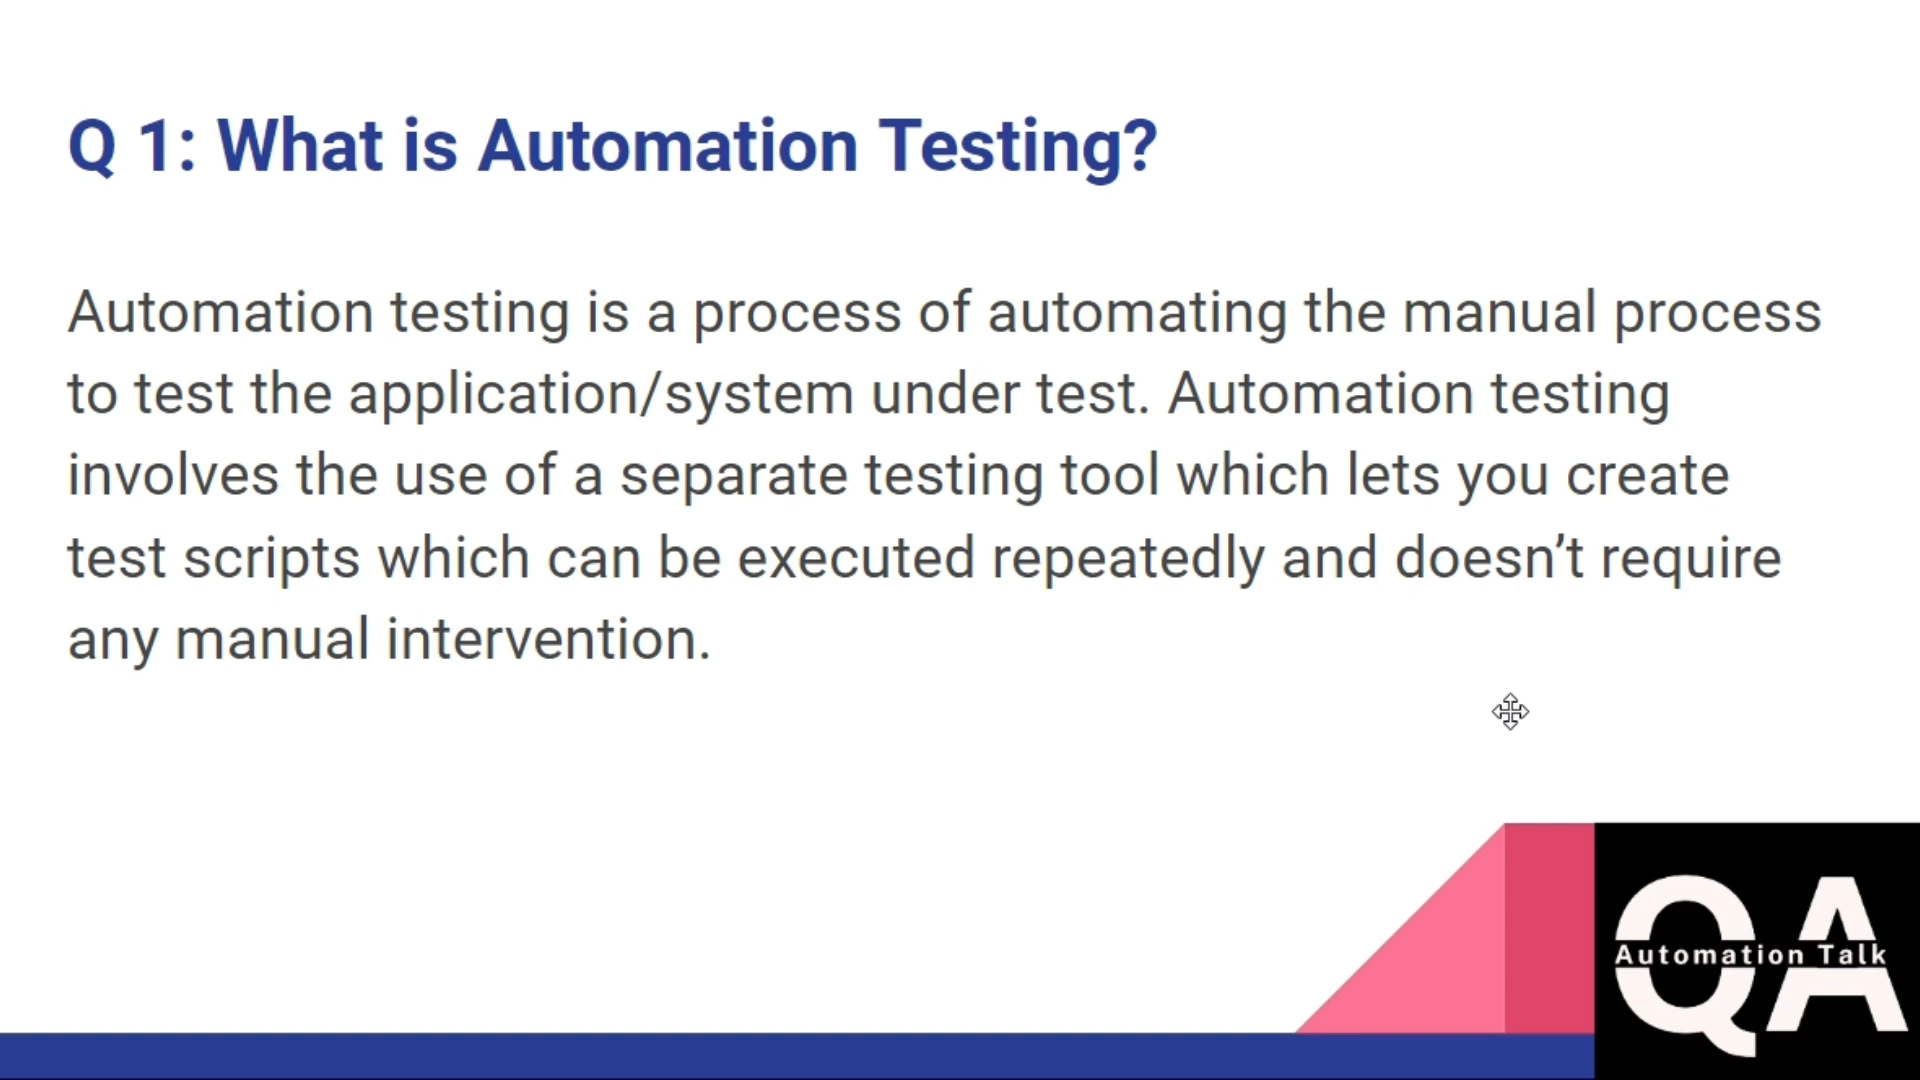 Q 1: What is Automation Testing?
Automation testing is a process of automating the manual process
to test the application/system under test. Automation testing
involves the use of a separate testing tool which lets you create
test scripts which can be executed repeatedly and doesn’t require
any manual intervention.
QA
Automation Talk